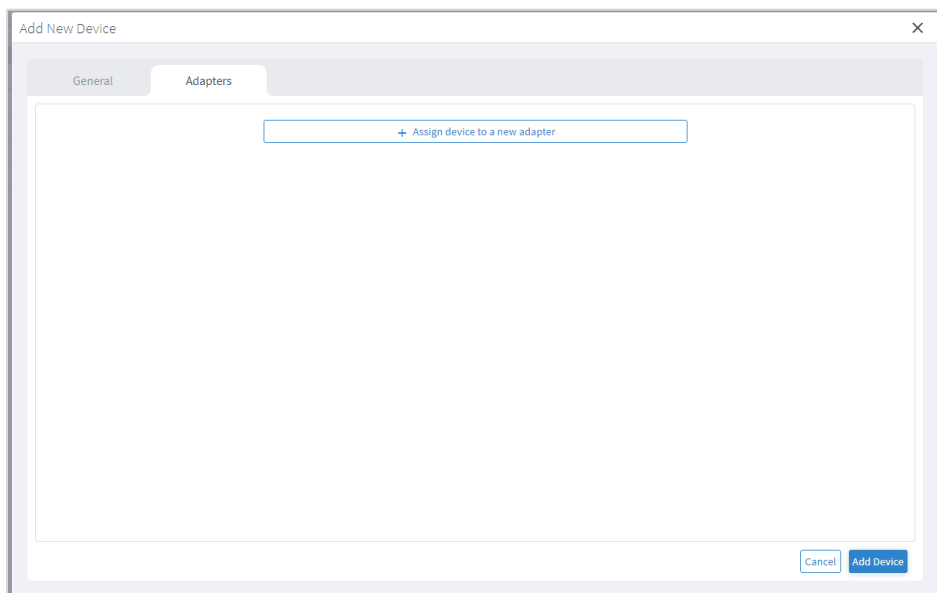 Add New Device
General
Adapters
+ Assign device to a new adapter
Cancel
Add Device